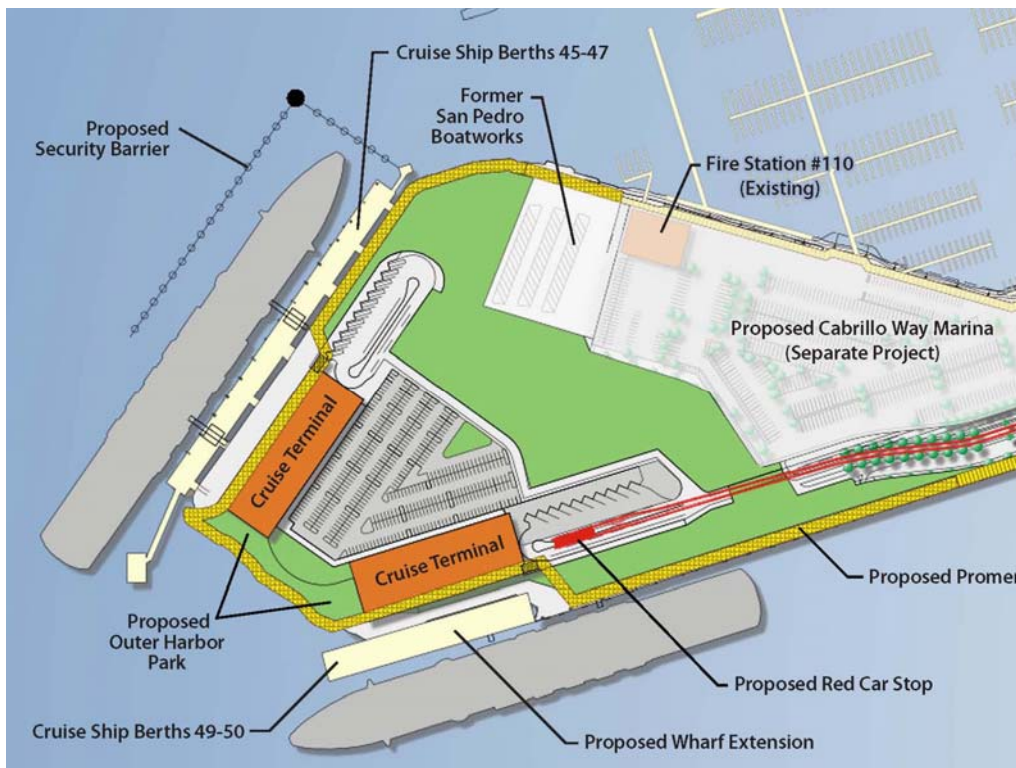 Cruise Ship Berths 45-47
Former
San Pedro
Boatworks
Proposed
Security Barrier
Fire Station #110
(Existing)
Proposed Cabrillo Way Marina
(Separate Project)
Cruise Terminal
Cruise Terminal
Proposed Promen
Proposed
Outer Harbor
Park
Proposed Red Car Stop
Cruise Ship Berths 49-50
Proposed Wharf Extension